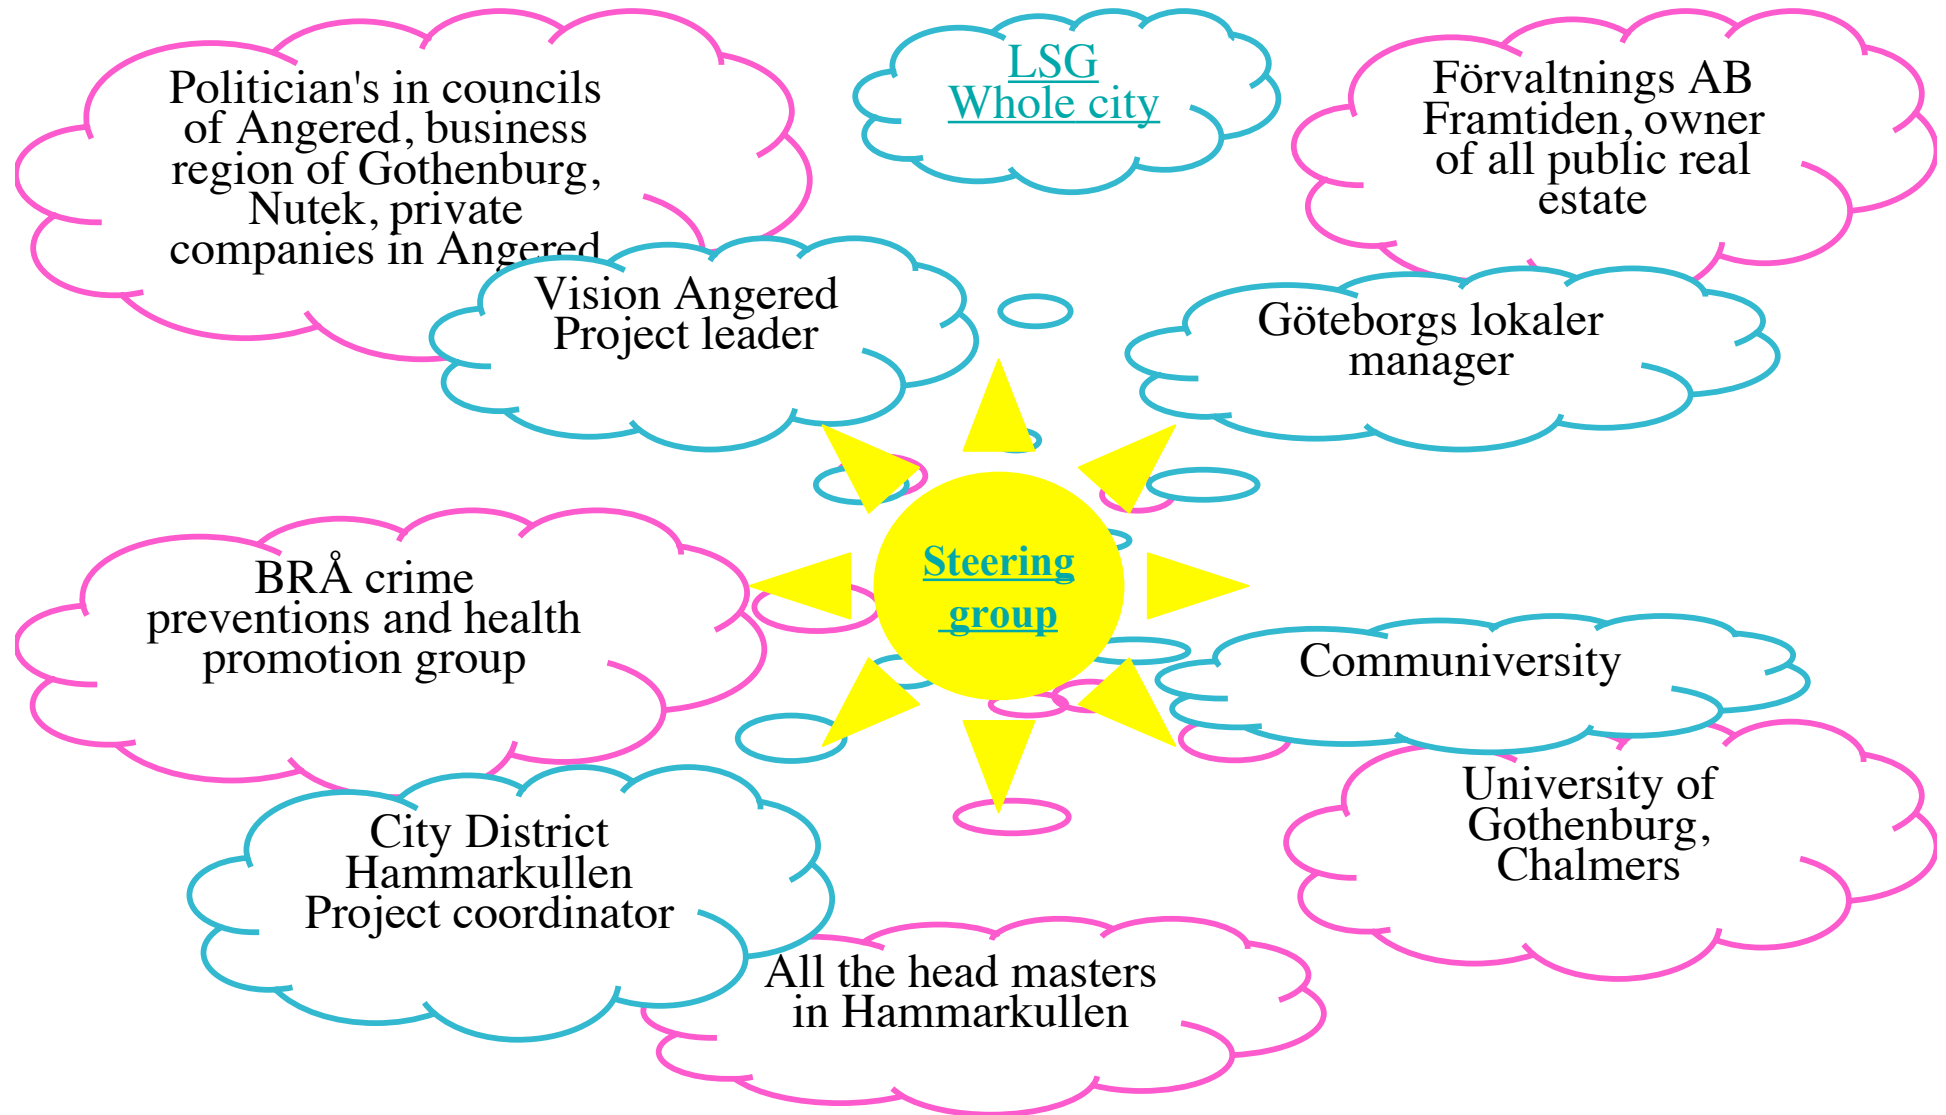 Politician's in councils
of Angered, business
region of Gothenburg,
Nutek, private
companies in Angered
LSG
Whole city
Förvaltnings AB
Framtiden, owner
of all public real
estate
Vision Angered
Project leader
Göteborgs lokaler
manager
Steering
group
BRÅ crime
preventions and health
promotion group
Communiversity
University of
Gothenburg,
Chalmers
City District
Hammarkullen
Project coordinator
All the head masters
in Hammarkullen